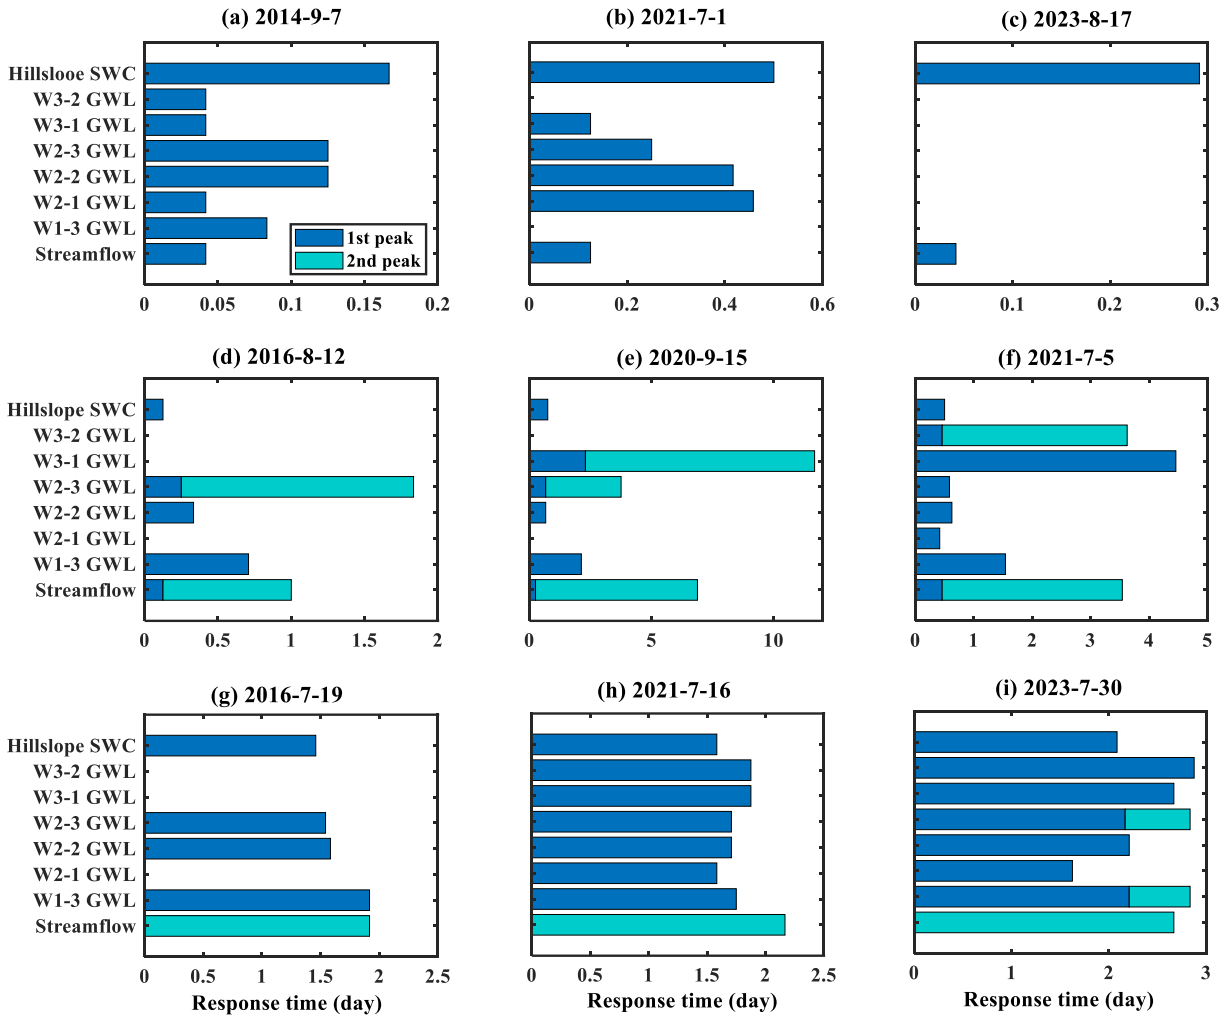 (a) 2014-9-7
(b) 2021-7-1
(c) 2023-8-17
Hillslooe SWC
W3-2 GWL
W3-1 GWL
W2-3 GWL
W2-2 GWL
W2-1 GWL
W1-3 GWL
Streamflow
1st peak
2nd peak
0 0.05 0.1 0.15 0.2
0 0.2 0.4 0.6
0 0.1 0.2 0.3
(d) 2016-8-12
(e) 2020-9-15
(f) 2021-7-5
Hillslope SWC
W3-2 GWL
W3-1 GWL
W2-3 GWL
W2-2 GWL
W2-1 GWL
W1-3 GWL
Streamflow
0 1 2
0 5 10
0 1 2 3 4 5
(g) 2016-7-19
(h) 2021-7-16
(i) 2023-7-30
Hillslope SWC
W3-2 GWL
W3-1 GWL
W2-3 GWL
W2-2 GWL
W2-1 GWL
W1-3 GWL
Streamflow
0 0.5 1 1.5 2 2.5
0 0.5 1 1.5 2 2.5
0 1 2 3
Response time (day)
Response time (day)
Response time (day)